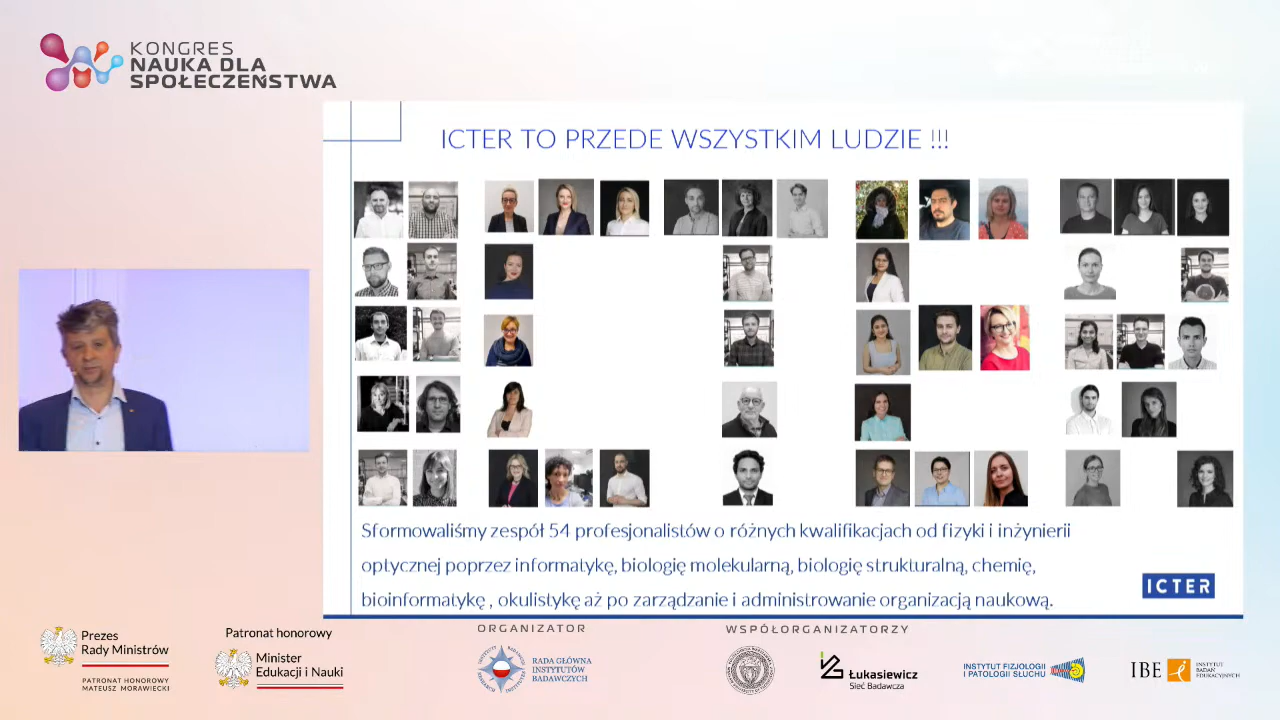 KONGRES
NAUKA DLA
SPOŁECZEŃSTWA
ICTER TO PRZEDE WSZYSTKIM LUDZIE !!!
Sformowaliśmy zespół 54 profesjonalistów o różnych kwalifikacjach od fizyki i inżynierii
optycznej poprzez informatykę, biologię molekularną, biologię strukturalną, chemię,
bioinformatykę , okulistykę aż po zarządzanie i administrowanie organizacją naukową.
ICTER
Prezes
Rady Ministrów
PATRONAT HONOROWY
MATEUSZ MORAWIECKI
Patronat honorowy
Minister
Edukacji i Nauki
ORGANIZATOR
RADA GŁÓWNA
INSTYTUTÓW
BADAWCZYCH
WSPÓŁORGANIZATORZY
Łukasiewicz
Sieć Badawcza
INSTYTUT FIZJOLOGII
I PATOLOGII SŁUCHU
IBE
INSTYTUT
BADAŃ
EDUKACYJNYCH